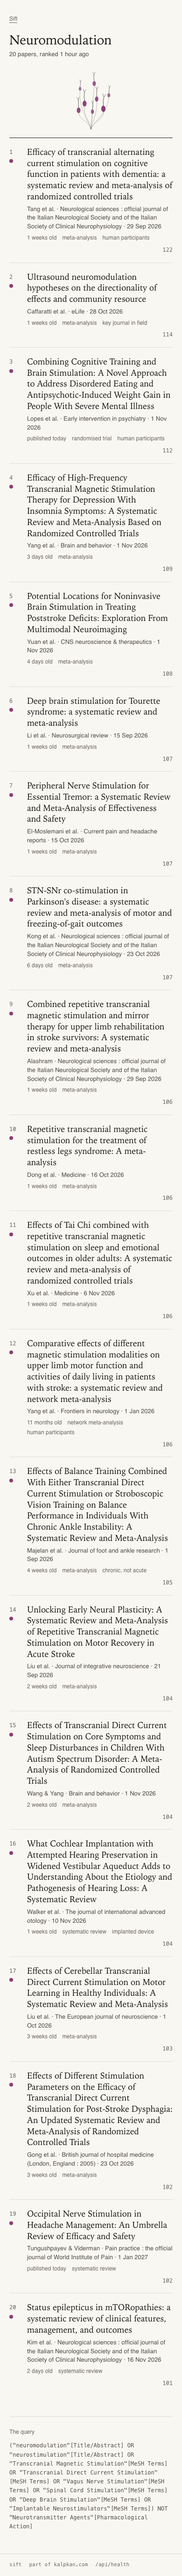 Sift
Neuromodulation
20 papers, ranked 1 hour ago
1
Efficacy of transcranial alternating
current stimulation on cognitive
function in patients with dementia: a
systematic review and meta-analysis of
randomized controlled trials
Tang et al. · Neurological sciences : official journal of
the Italian Neurological Society and of the Italian
Society of Clinical Neurophysiology · 29 Sep 2026
1 weeks old meta-analysis human participants
122
2
Ultrasound neuromodulation
hypotheses on the directionality of
effects and community resource
Caffaratti et al. · eLife · 28 Oct 2026
1 weeks old meta-analysis key journal in field
114
3
Combining Cognitive Training and
Brain Stimulation: A Novel Approach
to Address Disordered Eating and
Antipsychotic-Induced Weight Gain in
People With Severe Mental Illness
Lopes et al. · Early intervention in psychiatry · 1 Nov
2026
published today randomised trial human participants
112
4
Efficacy of High-Frequency
Transcranial Magnetic Stimulation
Therapy for Depression With
Insomnia Symptoms: A Systematic
Review and Meta-Analysis Based on
Randomized Controlled Trials
Yang et al. · Brain and behavior · 1 Nov 2026
3 days old meta-analysis
109
5
Potential Locations for Noninvasive
Brain Stimulation in Treating
Poststroke Deficits: Exploration From
Multimodal Neuroimaging
Yuan et al. · CNS neuroscience & therapeutics · 1
Nov 2026
4 days old meta-analysis
108
6
Deep brain stimulation for Tourette
syndrome: a systematic review and
meta-analysis
Li et al. · Neurosurgical review · 15 Sep 2026
1 weeks old meta-analysis
107
7
Peripheral Nerve Stimulation for
Essential Tremor: a Systematic Review
and Meta-Analysis of Effectiveness
and Safety
El-Moslemani et al. · Current pain and headache
reports · 15 Oct 2026
1 weeks old meta-analysis
107
8
STN-SNr co-stimulation in
Parkinson's disease: a systematic
review and meta-analysis of motor and
freezing-of-gait outcomes
Kong et al. · Neurological sciences : official journal of
the Italian Neurological Society and of the Italian
Society of Clinical Neurophysiology · 23 Oct 2026
6 days old meta-analysis
107
9
Combined repetitive transcranial
magnetic stimulation and mirror
therapy for upper limb rehabilitation
in stroke survivors: A systematic
review and meta-analysis
Alashram · Neurological sciences : official journal of
the Italian Neurological Society and of the Italian
Society of Clinical Neurophysiology · 29 Sep 2026
1 weeks old meta-analysis
106
10
Repetitive transcranial magnetic
stimulation for the treatment of
restless legs syndrome: A meta-
analysis
Dong et al. · Medicine · 16 Oct 2026
1 weeks old meta-analysis
106
11
Effects of Tai Chi combined with
repetitive transcranial magnetic
stimulation on sleep and emotional
outcomes in older adults: A systematic
review and meta-analysis of
randomized controlled trials
Xu et al. · Medicine · 6 Nov 2026
1 weeks old meta-analysis
106
12
Comparative effects of different
magnetic stimulation modalities on
upper limb motor function and
activities of daily living in patients
with stroke: a systematic review and
network meta-analysis
Yang et al. · Frontiers in neurology · 1 Jan 2026
11 months old network meta-analysis
human participants
106
13
Effects of Balance Training Combined
With Either Transcranial Direct
Current Stimulation or Stroboscopic
Vision Training on Balance
Performance in Individuals With
Chronic Ankle Instability: A
Systematic Review and Meta-Analysis
Majelan et al. · Journal of foot and ankle research · 1
Sep 2026
4 weeks old meta-analysis chronic, not acute
105
14
Unlocking Early Neural Plasticity: A
Systematic Review and Meta-Analysis
of Repetitive Transcranial Magnetic
Stimulation on Motor Recovery in
Acute Stroke
Liu et al. · Journal of integrative neuroscience · 21
Sep 2026
2 weeks old meta-analysis
104
15
Effects of Transcranial Direct Current
Stimulation on Core Symptoms and
Sleep Disturbances in Children With
Autism Spectrum Disorder: A Meta-
Analysis of Randomized Controlled
Trials
Wang & Yang · Brain and behavior · 1 Nov 2026
2 weeks old meta-analysis
104
16
What Cochlear Implantation with
Attempted Hearing Preservation in
Widened Vestibular Aqueduct Adds to
Understanding About the Etiology and
Pathogenesis of Hearing Loss: A
Systematic Review
Walker et al. · The journal of international advanced
otology · 10 Nov 2026
1 weeks old systematic review implanted device
104
17
Effects of Cerebellar Transcranial
Direct Current Stimulation on Motor
Learning in Healthy Individuals: A
Systematic Review and Meta-Analysis
Liu et al. · The European journal of neuroscience · 1
Oct 2026
3 weeks old meta-analysis
103
18
Effects of Different Stimulation
Parameters on the Efficacy of
Transcranial Direct Current
Stimulation for Post-Stroke Dysphagia:
An Updated Systematic Review and
Meta-Analysis of Randomized
Controlled Trials
Gong et al. · British journal of hospital medicine
(London, England : 2005) · 23 Oct 2026
3 weeks old meta-analysis
102
19
Occipital Nerve Stimulation in
Headache Management: An Umbrella
Review of Efficacy and Safety
Tungushpayev & Viderman · Pain practice : the official
journal of World Institute of Pain · 1 Jan 2027
published today systematic review
102
20
Status epilepticus in mTORopathies: a
systematic review of clinical features,
management, and outcomes
Kim et al. · Neurological sciences : official journal of
the Italian Neurological Society and of the Italian
Society of Clinical Neurophysiology · 16 Nov 2026
2 days old systematic review
101
The query
("neuromodulation"[Title/Abstract] OR
"neurostimulation"[Title/Abstract] OR
"Transcranial Magnetic Stimulation"[MeSH Terms]
OR "Transcranial Direct Current Stimulation"
[MeSH Terms] OR "Vagus Nerve Stimulation"[MeSH
Terms] OR "Spinal Cord Stimulation"[MeSH Terms]
OR "Deep Brain Stimulation"[MeSH Terms] OR
"Implantable Neurostimulators"[MeSH Terms]) NOT
"Neurotransmitter Agents"[Pharmacological
Action]
sift part of kalpkan.com /api/health